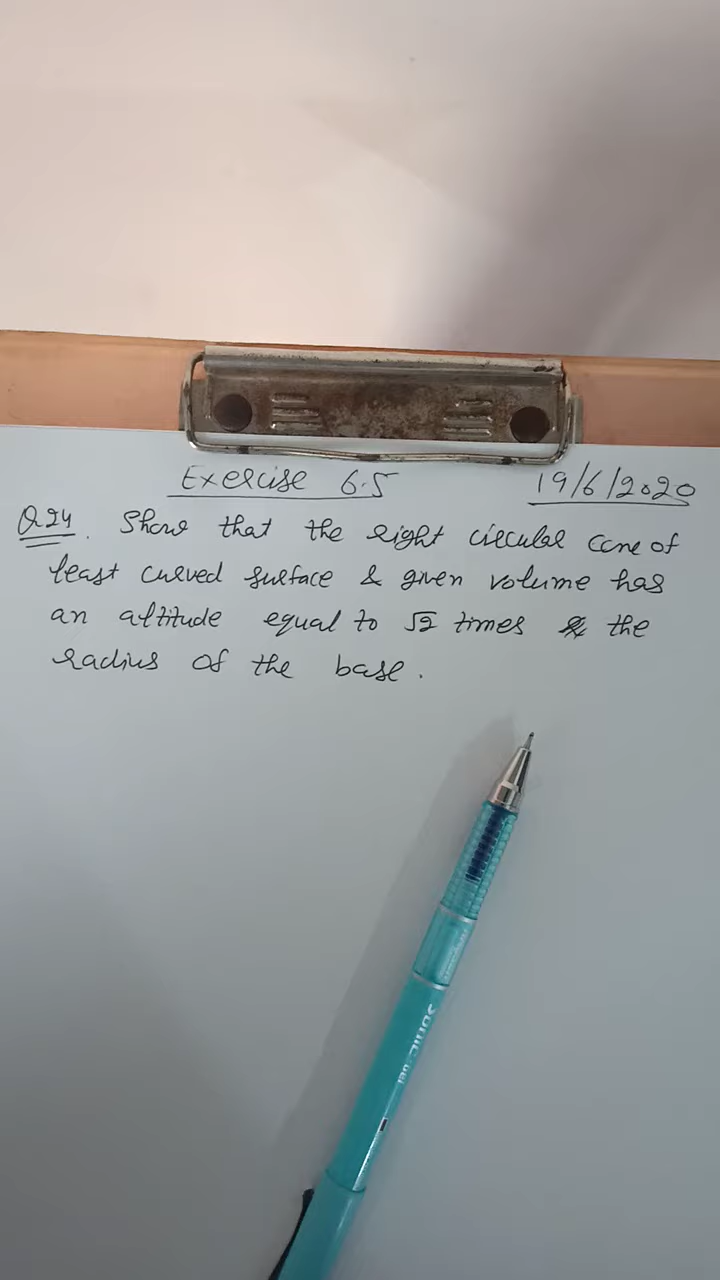 Exercise 6.5 19/6/2020
Q.24. Show that the right circular cone of
least curved surface & given volume has
an altitude equal to √2 times the
radius of the base.